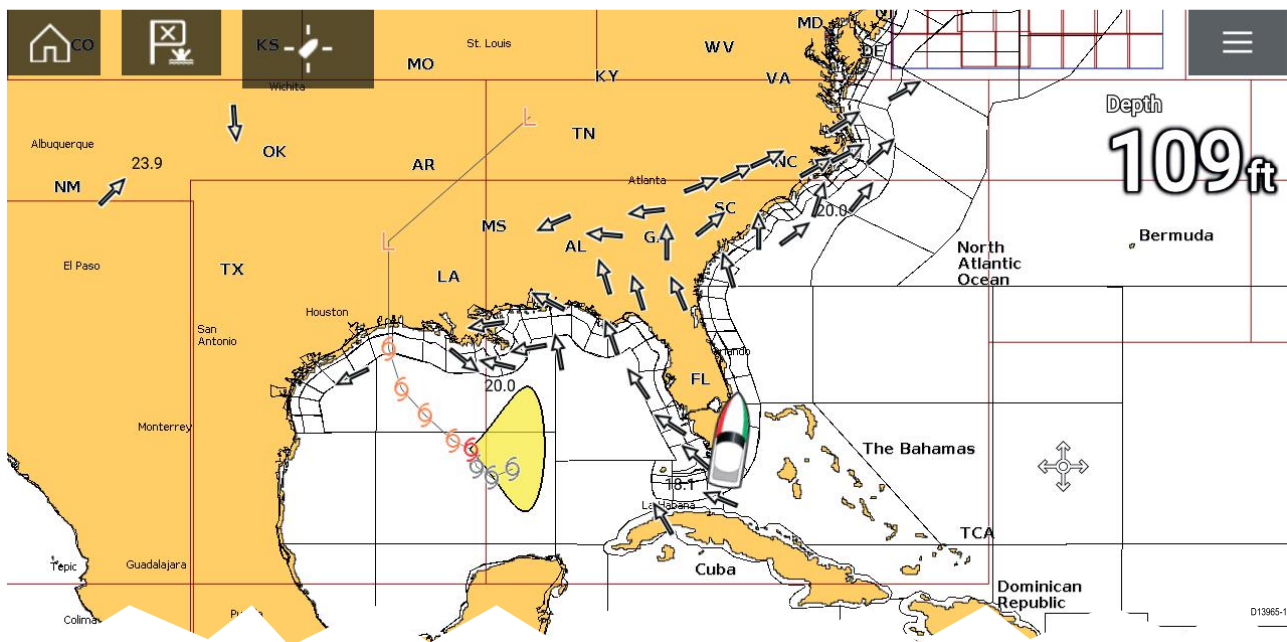 CO
KS
St. Louis
MO
WV
MD
DE
KY
VA
Wichita
Depth
109 ft
Albuquerque
23.9
OK
TN
AR
NM
Atlanta
NC
SC
20.0
MS
AL
G.
Bermuda
North
Atlantic
Ocean
El Paso
TX
LA
L
L
Houston
San
Antonio
Orlando
FL
20.0
Monterrey
The Bahamas
18.1
La Habana
TCA
Cuba
Tepic
Guadalajara
Dominican
Republic
Colima
D13965-1